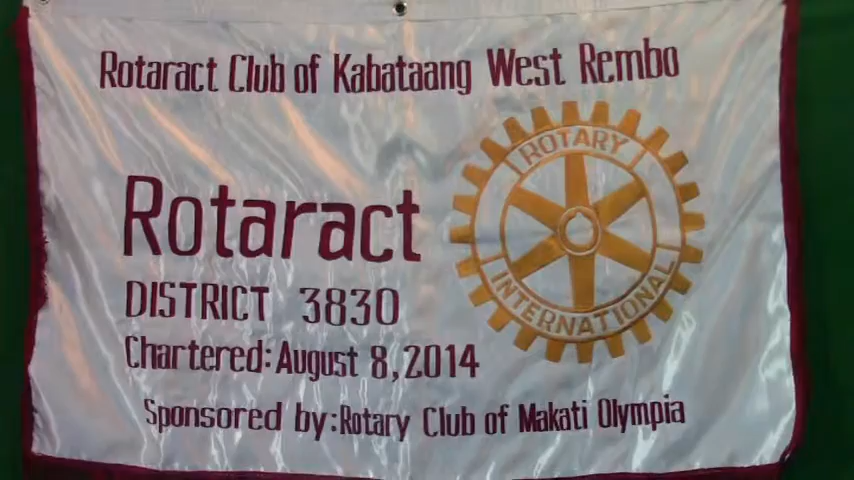 Rotaract Club of Kabataang West Rembo
ROTARY
INTERNATIONAL
Rotaract
DISTRICT 3830
Chartered: August 8, 2014
Sponsored by: Rotary Club of Makati Olympia